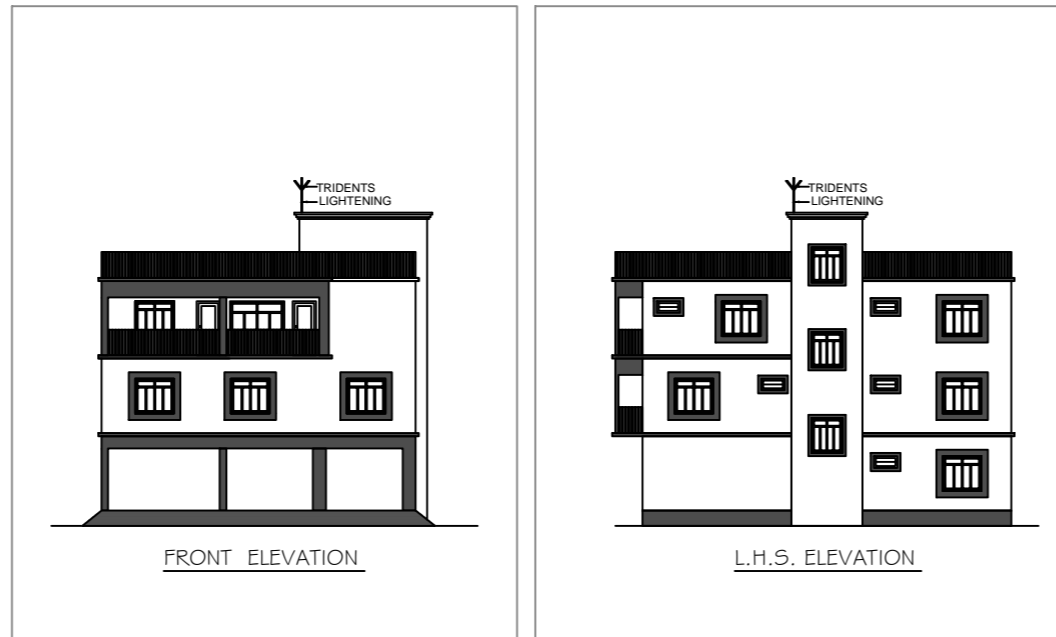 TRIDENTS
LIGHTENING
FRONT ELEVATION
TRIDENTS
LIGHTENING
L.H.S. ELEVATION